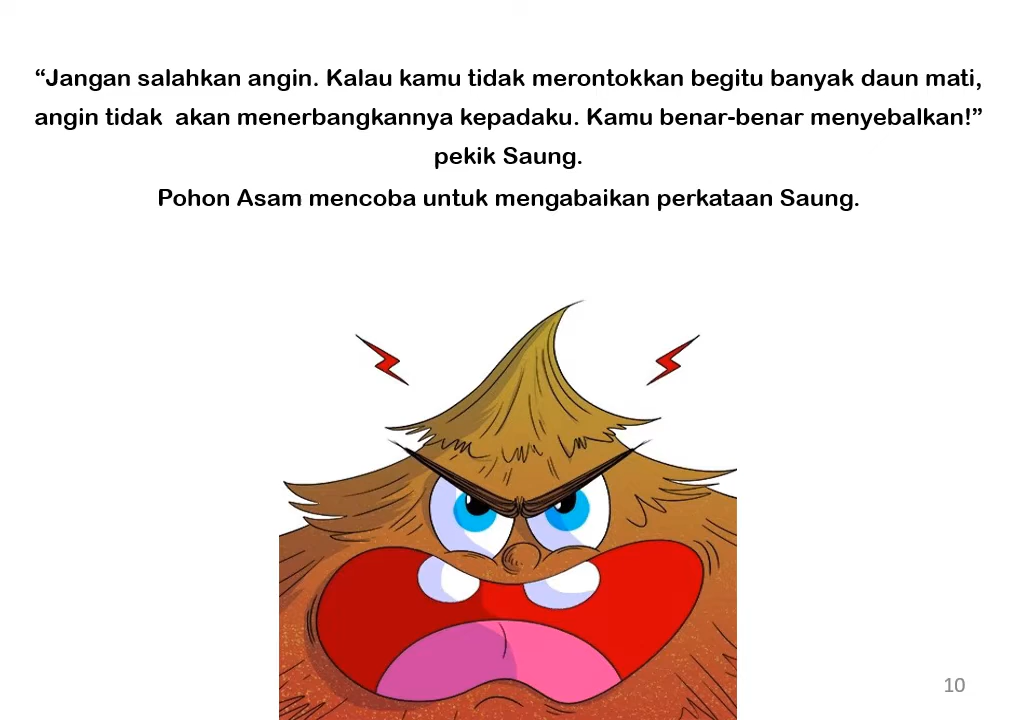 “Jangan salahkan angin. Kalau kamu tidak merontokkan begitu banyak daun mati,
angin tidak  akan menerbangkannya kepadaku. Kamu benar-benar menyebalkan!”
pekik Saung.
Pohon Asam mencoba untuk mengabaikan perkataan Saung.
10